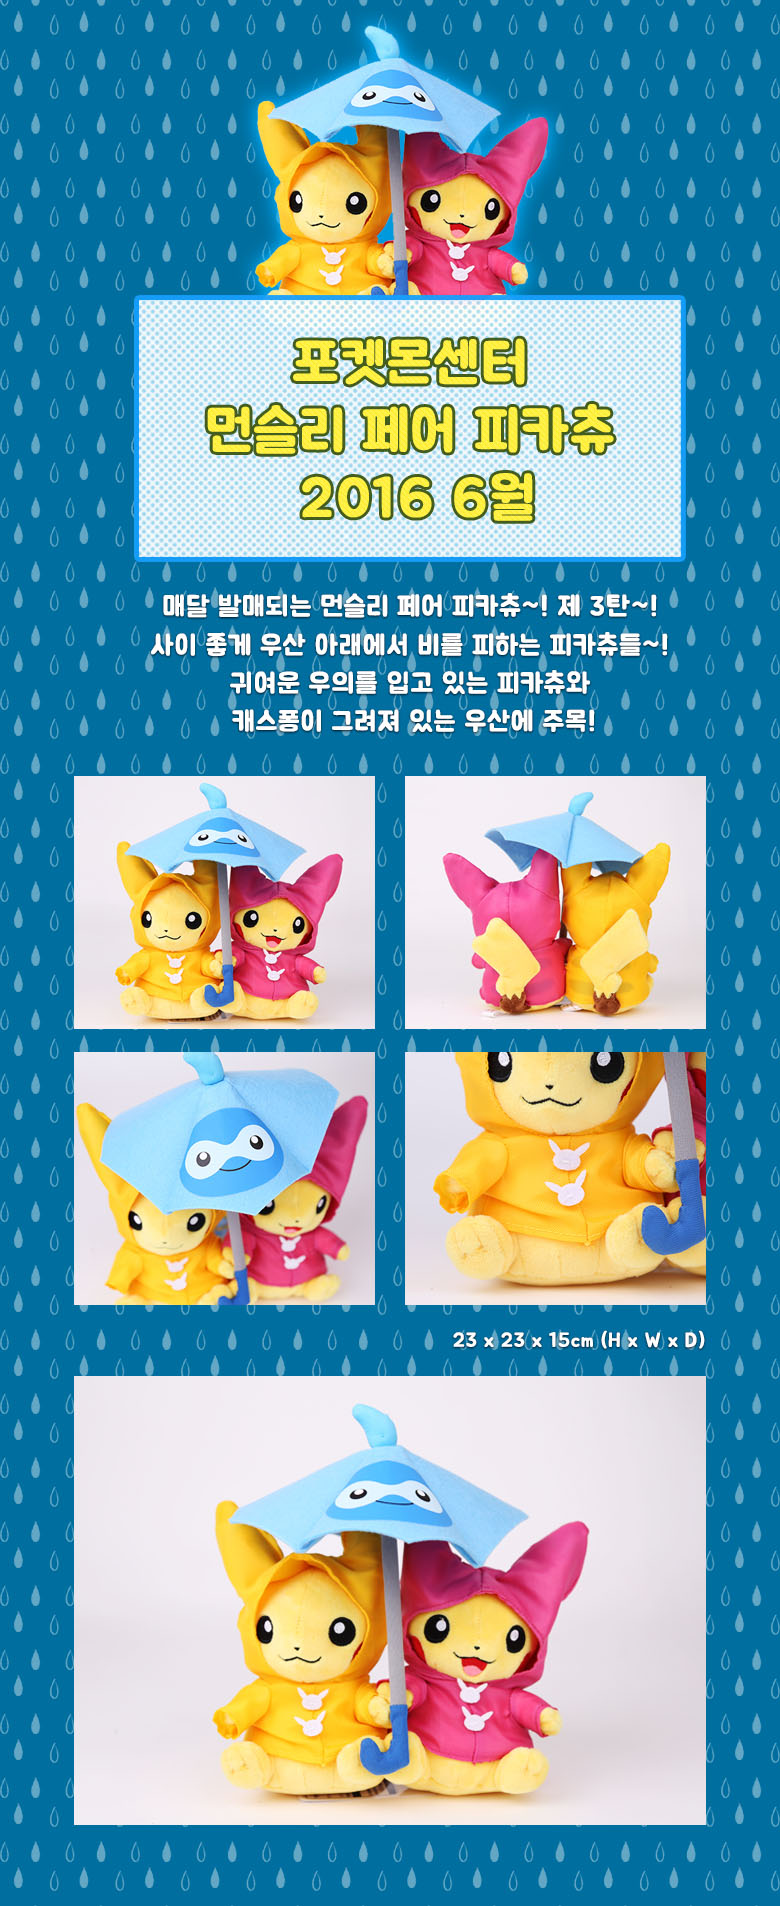 포켓몬센터
먼슬리 페어 피카츄
2016 6월
매달 발매되는 먼슬리 페어 피카츄~! 제 3탄~!
사이 좋게 우산 아래에서 비를 피하는 피카츄들~!
귀여운 우의를 입고 있는 피카츄와
캐스퐁이 그려져 있는 우산에 주목!
23 x 23 x 15cm (H x W x D)